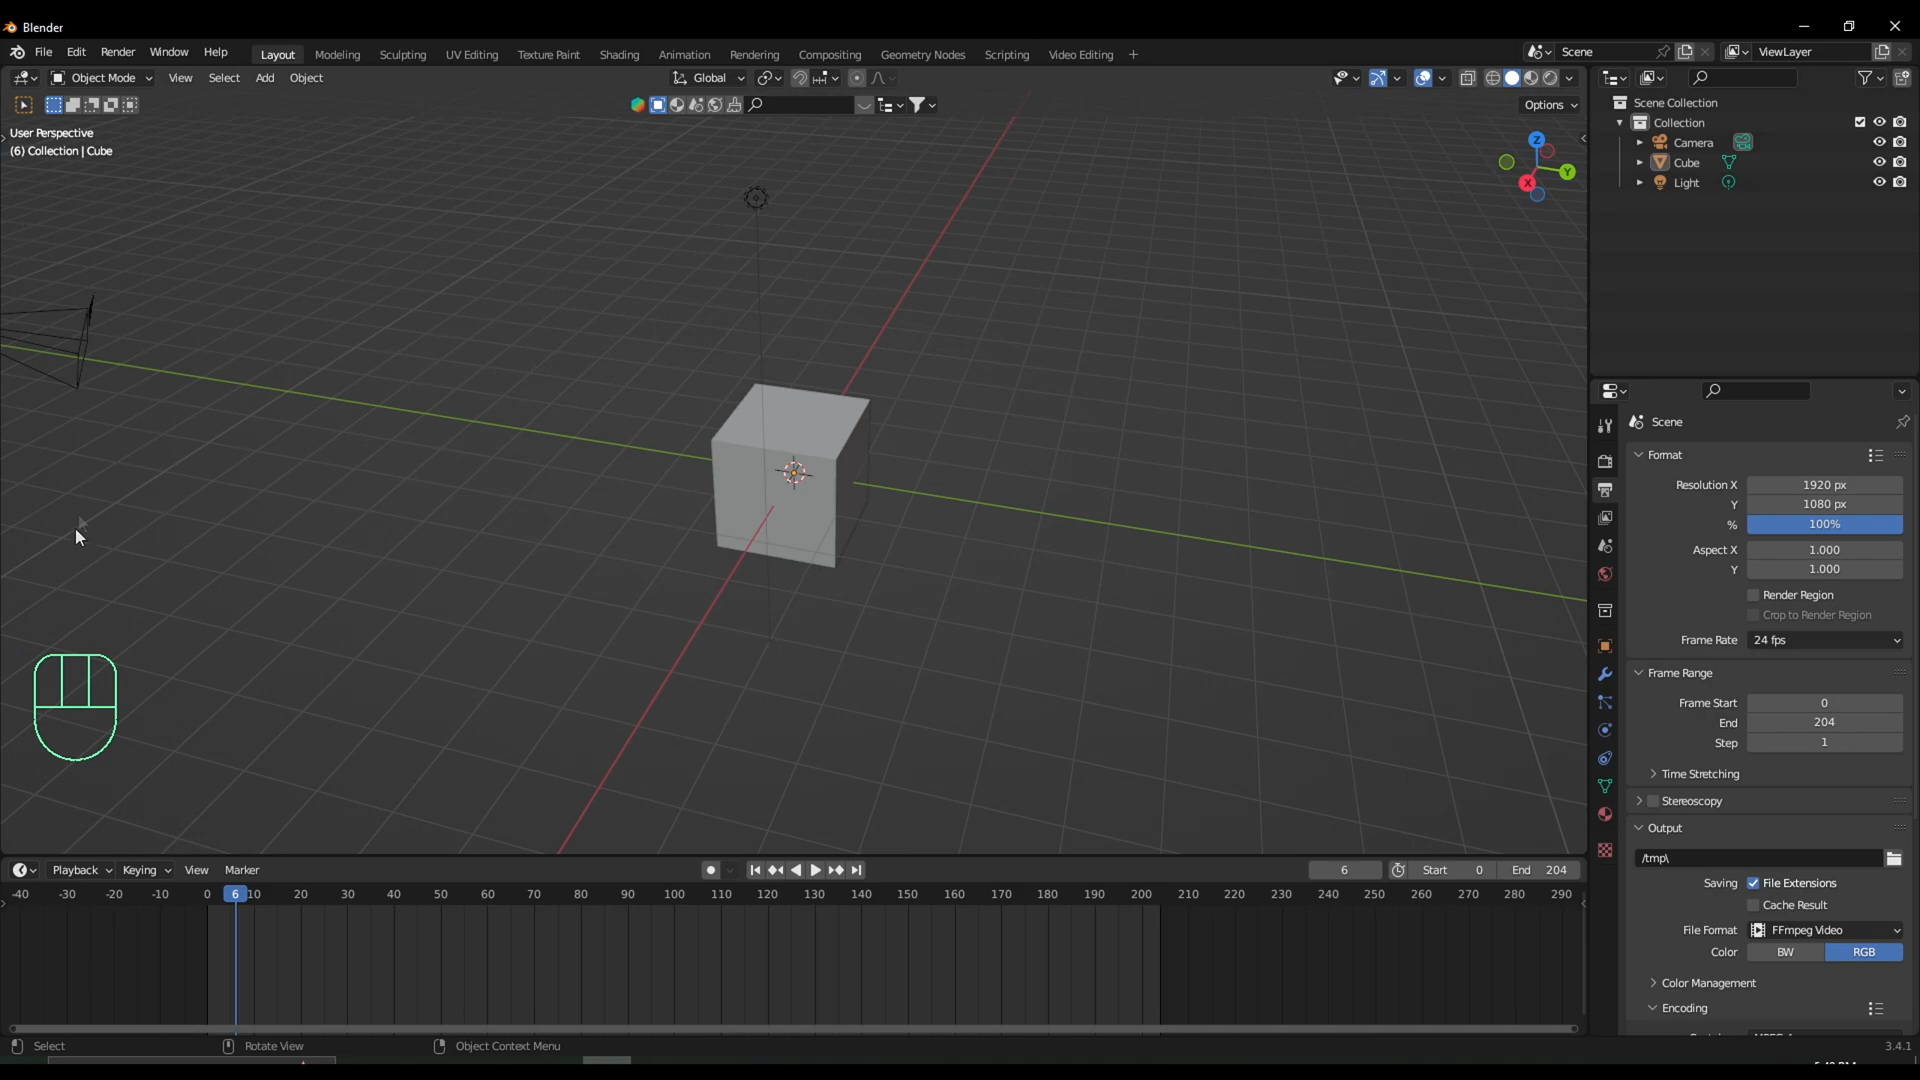 Blender
File Edit Render Window Help Layout Modeling Sculpting UV Editing Texture Paint Shading Animation Rendering Compositing Geometry Nodes Scripting Video Editing + Scene ViewLayer
Object Mode View Select Add Object Global
Options
User Perspective
(6) Collection | Cube
Z
Y
X
Scene Collection
Collection
Camera
Cube
Light
Scene
Format
Resolution X 1920 px
Y 1080 px
% 100%
Aspect X 1.000
Y 1.000
Render Region
Crop to Render Region
Frame Rate 24 fps
Frame Range
Frame Start 0
End 204
Step 1
Time Stretching
Stereoscopy
Output
/tmp\
Saving File Extensions
Cache Result
File Format FFmpeg Video
Color BW RGB
Color Management
Encoding
Playback Keying View Marker 6 Start 0 End 204
-40 -30 -20 -10 0 6 10 20 30 40 50 60 70 80 90 100 110 120 130 140 150 160 170 180 190 200 210 220 230 240 250 260 270 280 290
Select Rotate View Object Context Menu 3.4.1